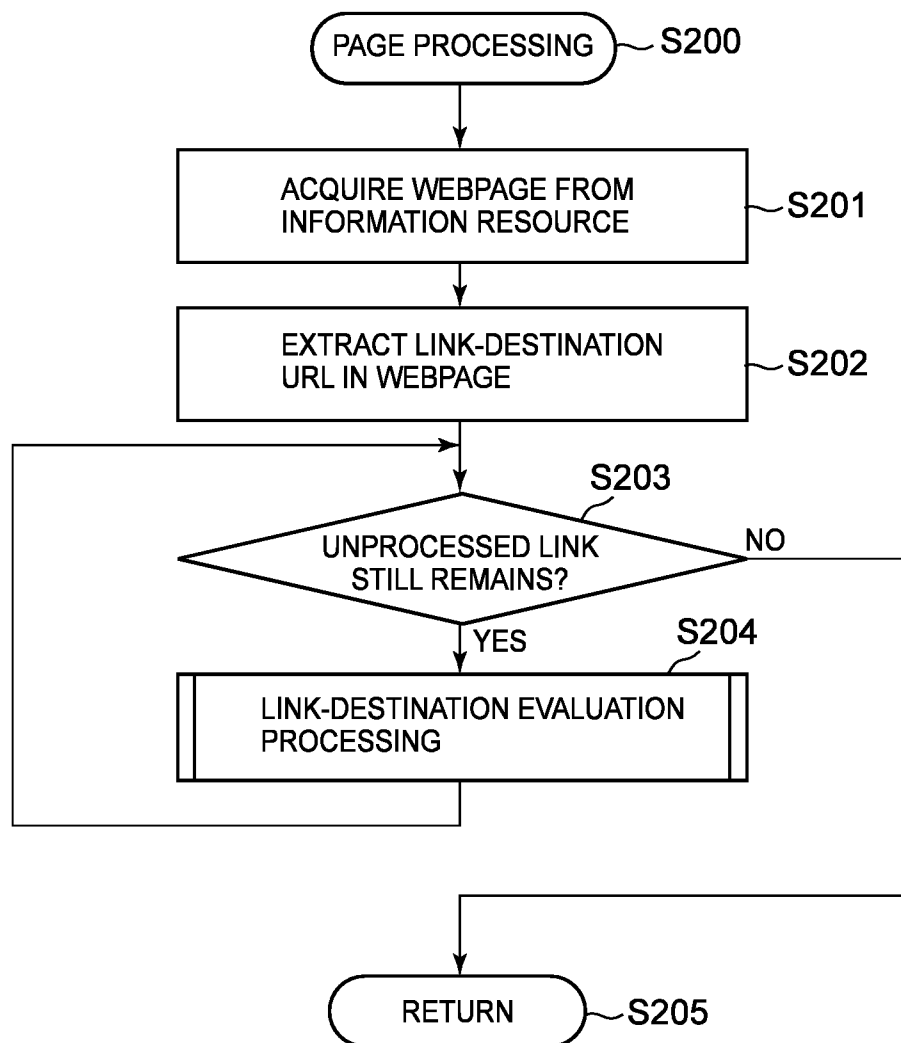 PAGE PROCESSING
S200
ACQUIRE WEBPAGE FROM
INFORMATION RESOURCE
S201
EXTRACT LINK-DESTINATION
URL IN WEBPAGE
S202
S203
UNPROCESSED LINK
STILL REMAINS?
NO
YES
S204
LINK-DESTINATION EVALUATION
PROCESSING
RETURN
S205